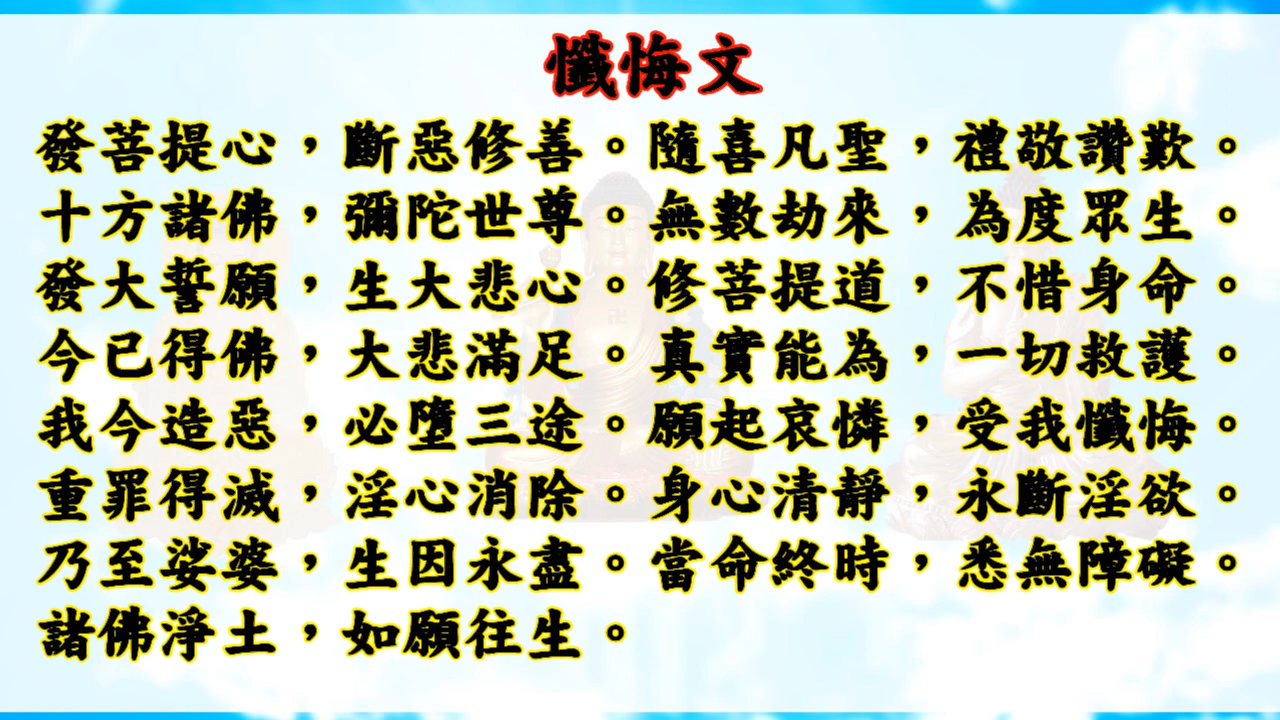 懺悔文
發菩提心，斷惡修善。隨喜凡聖，禮敬讚歎。
十方諸佛，彌陀世尊。無數劫來，為度眾生。
發大誓願，生大悲心。修菩提道，不惜身命。
今已得佛，大悲滿足。真實能為，一切救護。
我今造惡，必墮三途。願起哀憐，受我懺悔。
重罪得滅，淫心消除。身心清靜，永斷淫欲。
乃至娑婆，生因永盡。當命終時，悉無障礙。
諸佛淨土，如願往生。